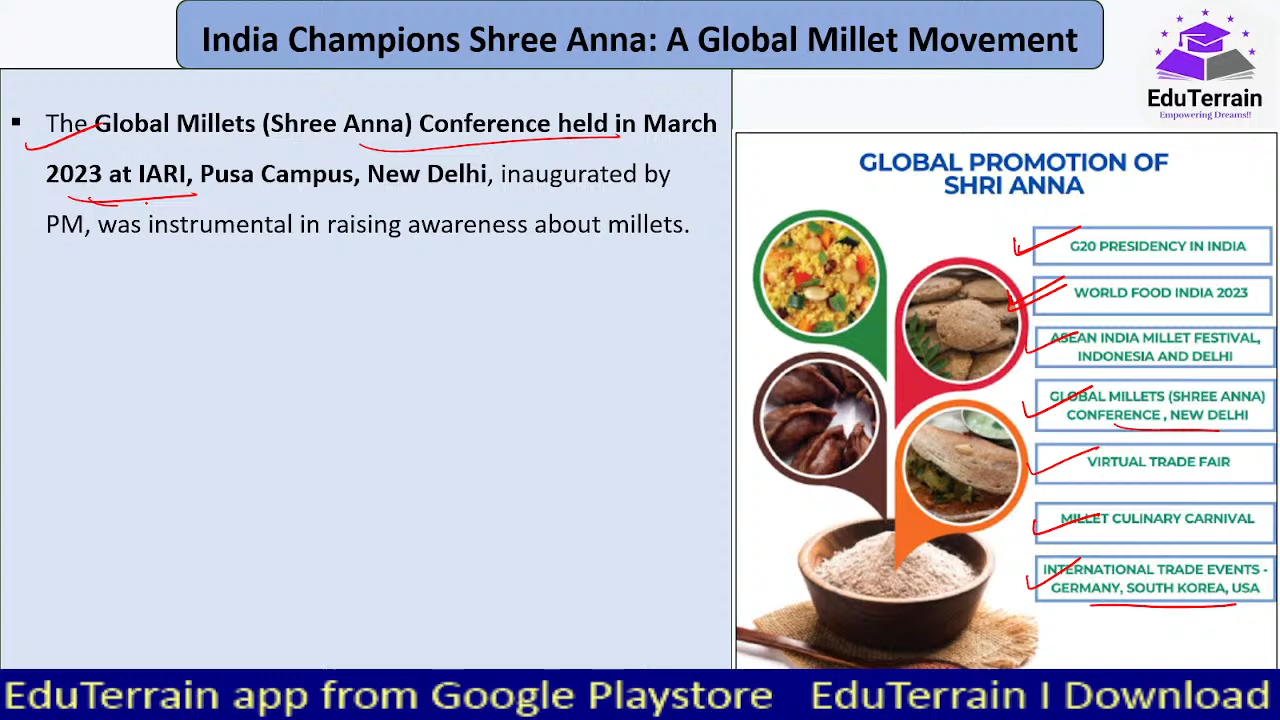 India Champions Shree Anna: A Global Millet Movement
EduTerrain
Empowering Dreams!!
▪ The Global Millets (Shree Anna) Conference held in March
2023 at IARI, Pusa Campus, New Delhi, inaugurated by
PM, was instrumental in raising awareness about millets.
GLOBAL PROMOTION OF
SHRI ANNA
G20 PRESIDENCY IN INDIA
WORLD FOOD INDIA 2023
ASEAN INDIA MILLET FESTIVAL,
INDONESIA AND DELHI
GLOBAL MILLETS (SHREE ANNA)
CONFERENCE , NEW DELHI
VIRTUAL TRADE FAIR
MILLET CULINARY CARNIVAL
INTERNATIONAL TRADE EVENTS -
GERMANY, SOUTH KOREA, USA
EduTerrain app from Google Playstore EduTerrain I Download